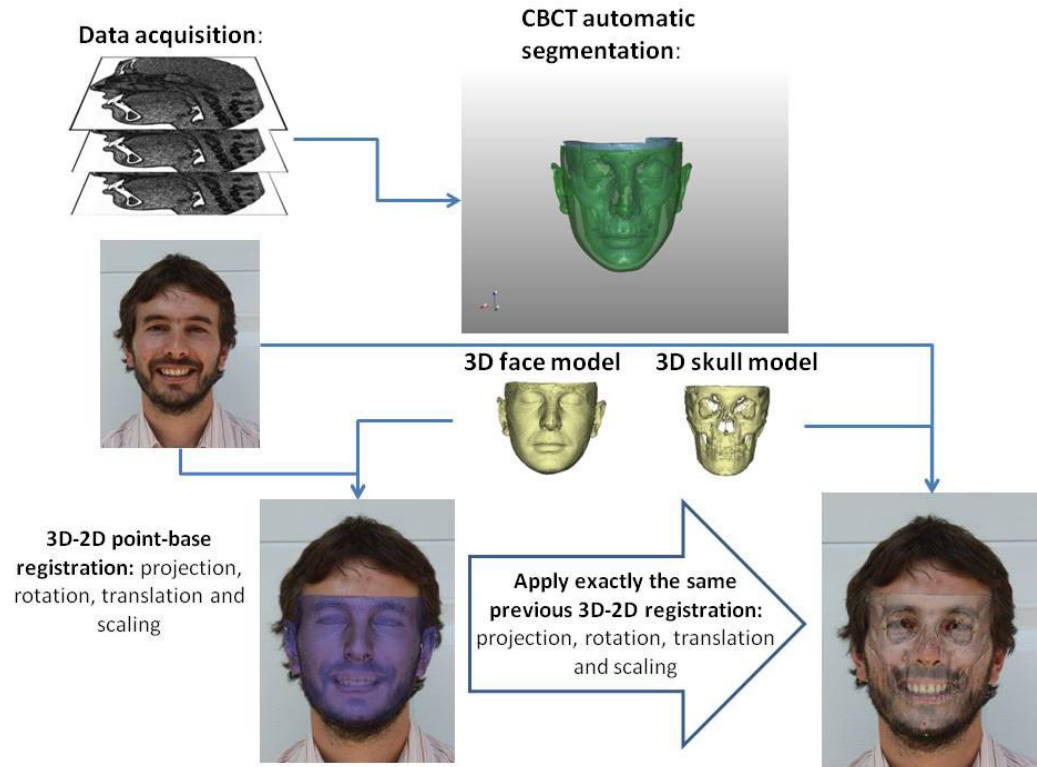 Data acquisition:
CBCT automatic
segmentation:
3D face model
3D skull model
3D-2D point-base
registration: projection,
rotation, translation and
scaling
Apply exactly the same
previous 3D-2D registration:
projection, rotation, translation
and scaling